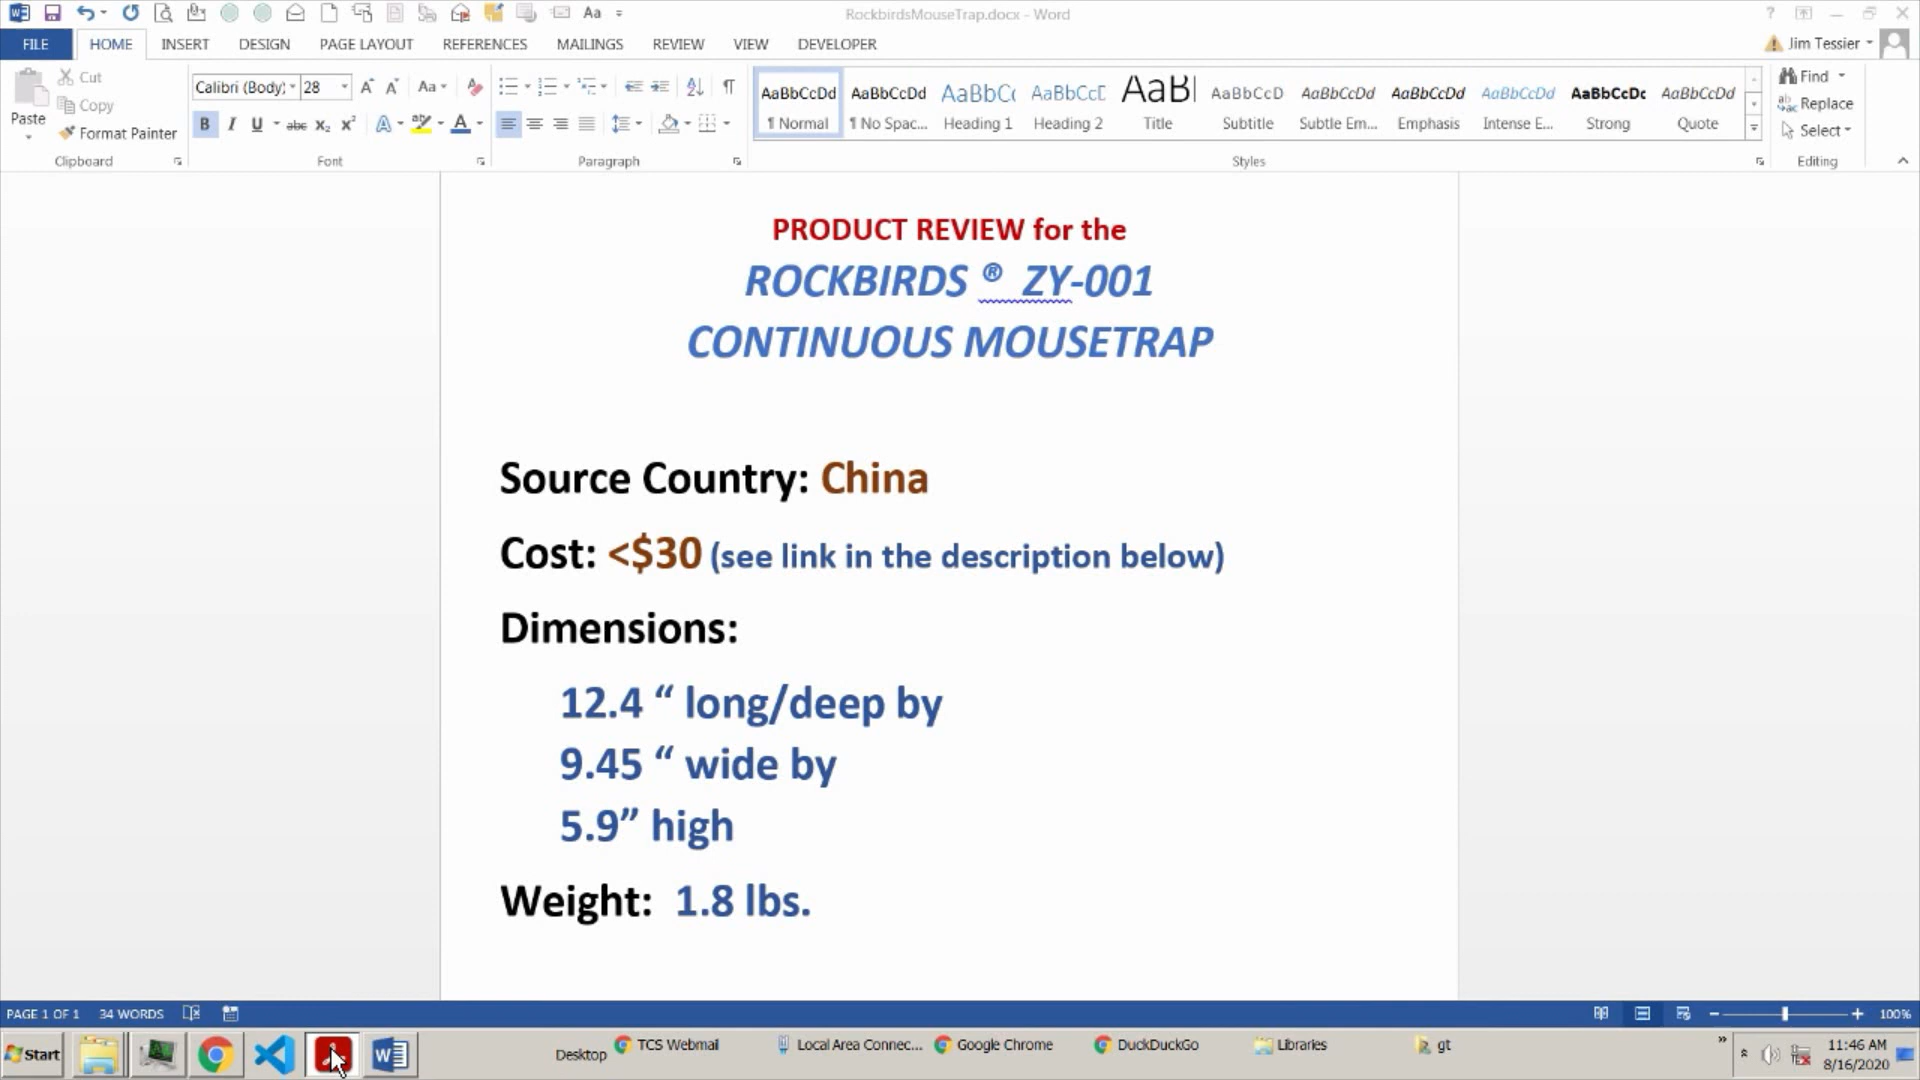 RockbirdsMouseTrap.docx - Word
FILE HOME INSERT DESIGN PAGE LAYOUT REFERENCES MAILINGS REVIEW VIEW DEVELOPER Jim Tessier
Paste
Cut
Copy
Format Painter
Clipboard
Calibri (Body) 28
Font
Paragraph
AaBbCcDd AaBbCcDd AaBbC AaBbCcD AaB AaBbCcD AaBbCcDd AaBbCcDd AaBbCcDd AaBbCcDc AaBbCcDd
¶ Normal ¶ No Spac... Heading 1 Heading 2 Title Subtitle Subtle Em... Emphasis Intense E... Strong Quote
Styles
Find
Replace
Select
Editing
PRODUCT REVIEW for the
ROCKBIRDS ® ZY-001
CONTINUOUS MOUSETRAP
Source Country: China
Cost: <$30 (see link in the description below)
Dimensions:
12.4 “ long/deep by
9.45 “ wide by
5.9” high
Weight: 1.8 lbs.
PAGE 1 OF 1 34 WORDS 100%
Start Desktop TCS Webmail Local Area Connec... Google Chrome DuckDuckGo Libraries gt
11:46 AM
8/16/2020